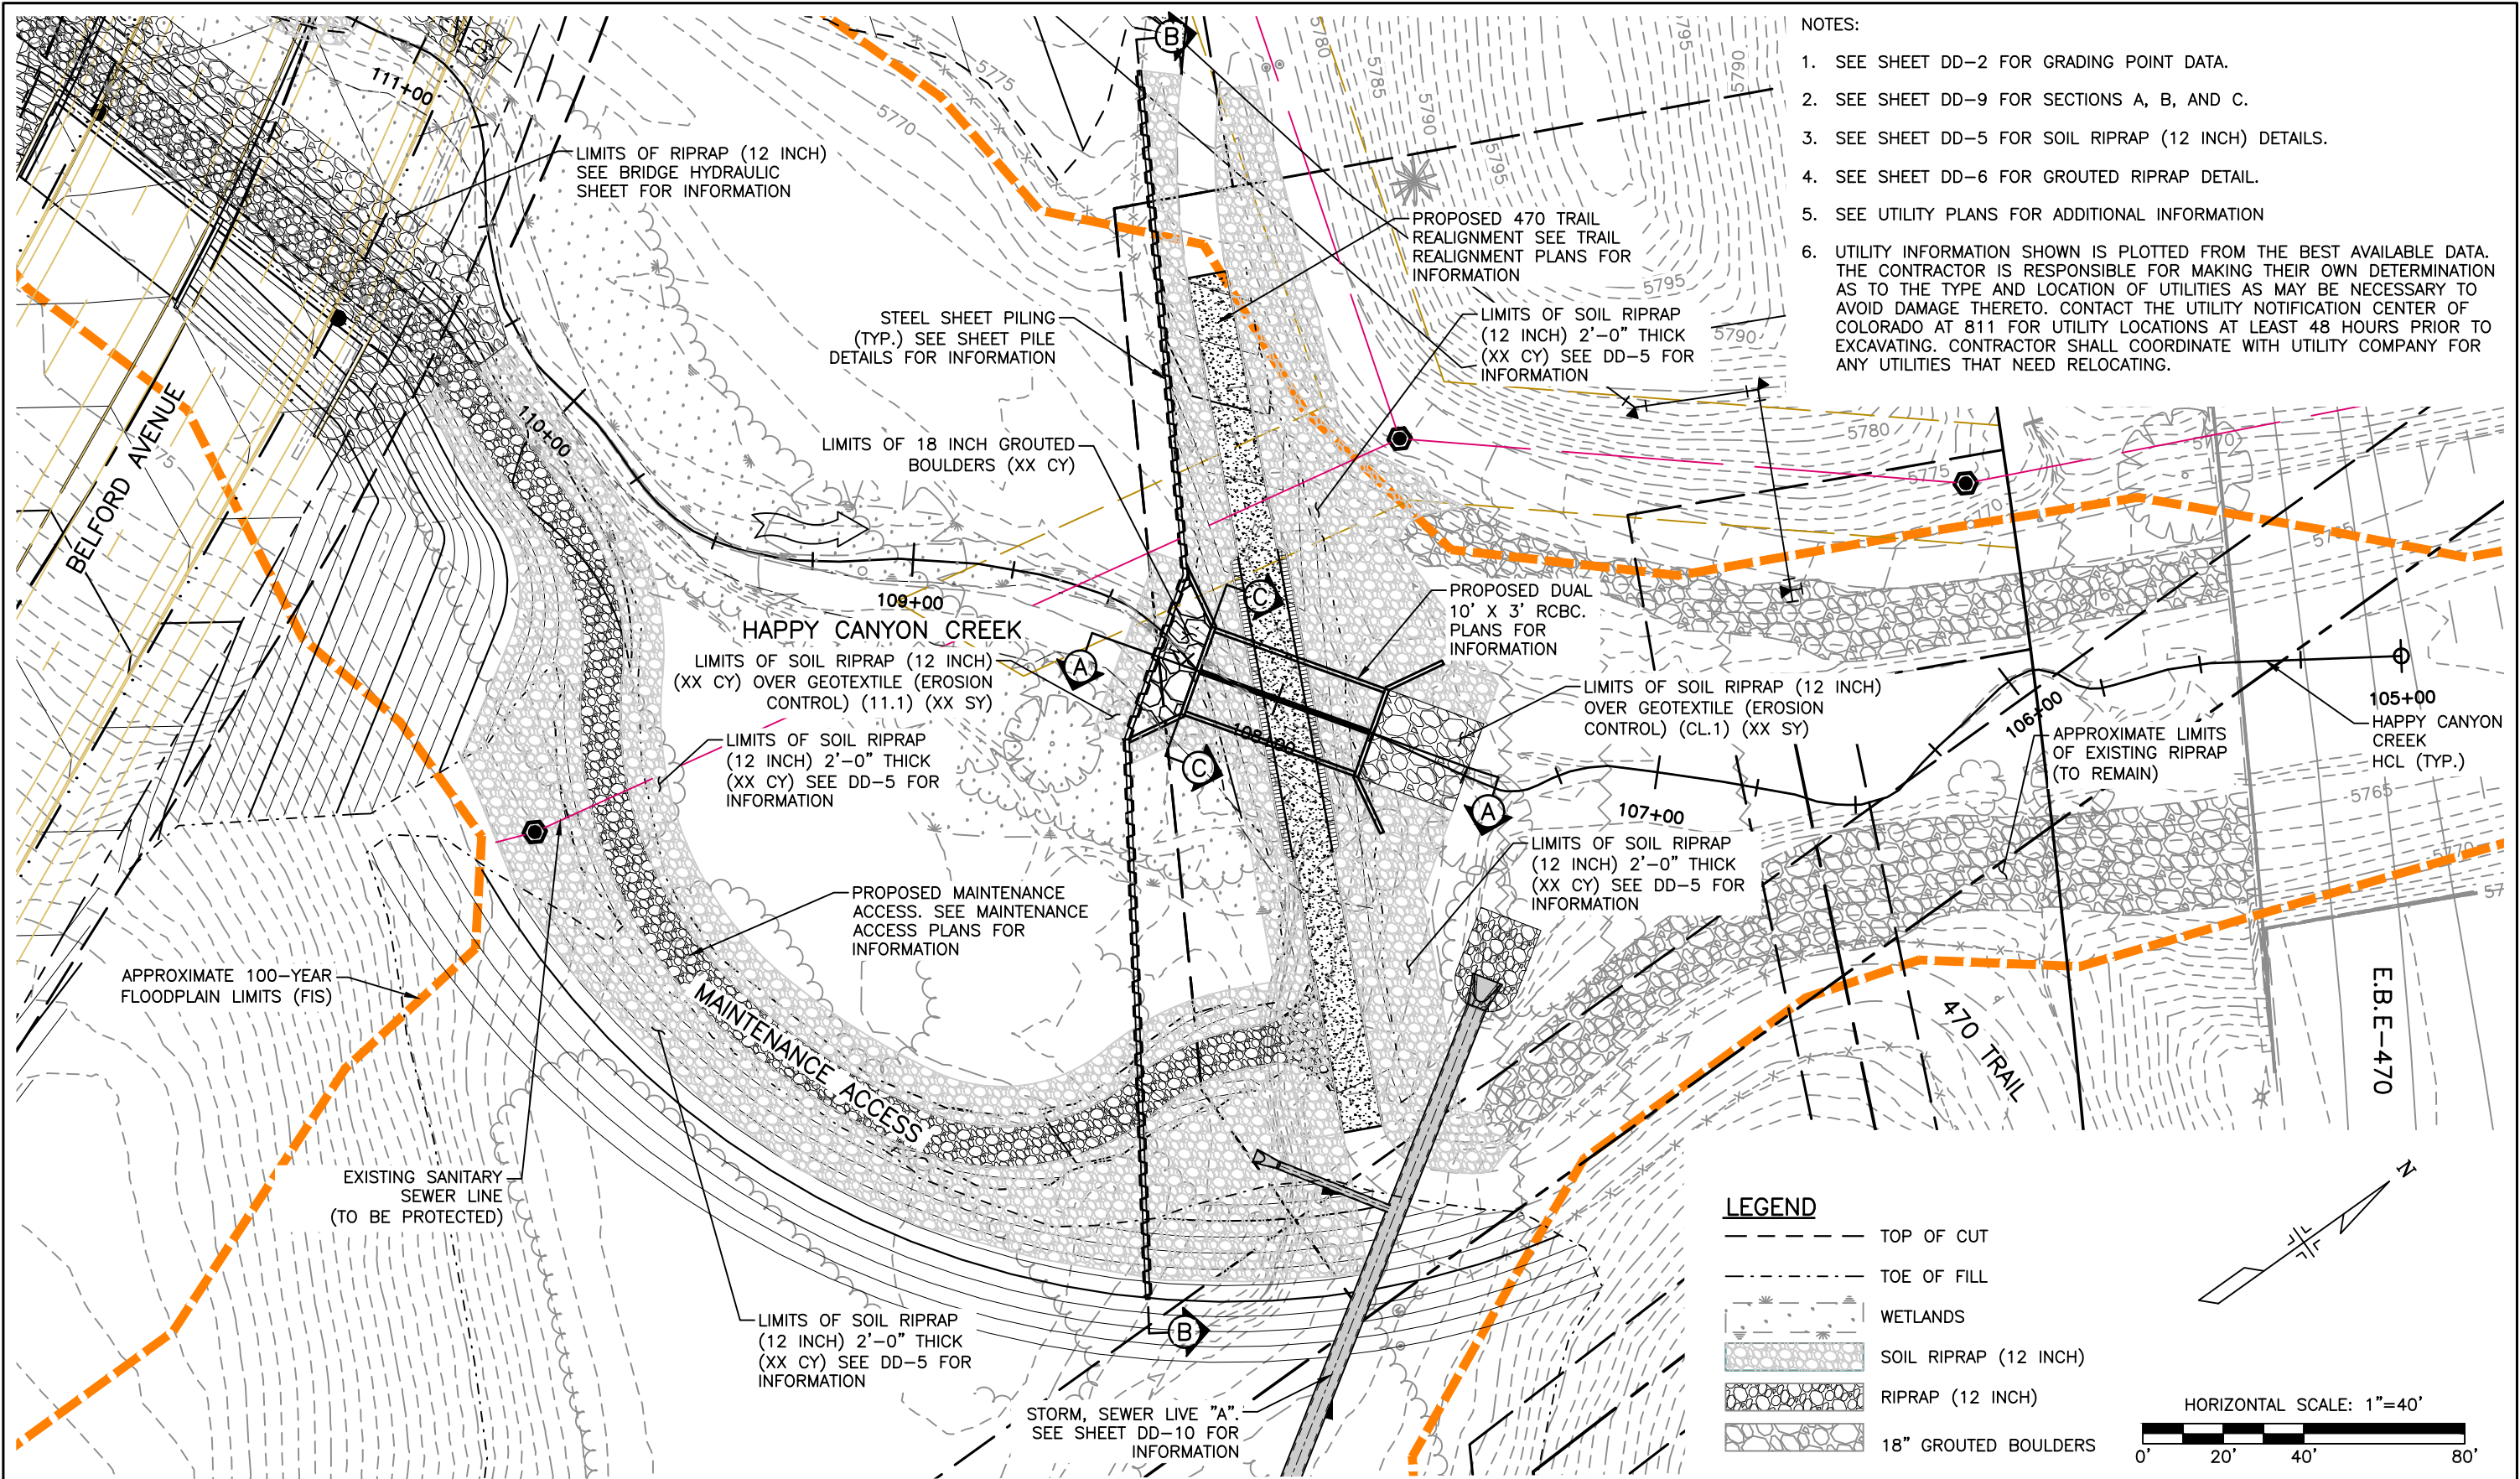 NOTES:
1. SEE SHEET DD-2 FOR GRADING POINT DATA.
2. SEE SHEET DD-9 FOR SECTIONS A, B, AND C.
3. SEE SHEET DD-5 FOR SOIL RIPRAP (12 INCH) DETAILS.
4. SEE SHEET DD-6 FOR GROUTED RIPRAP DETAIL.
5. SEE UTILITY PLANS FOR ADDITIONAL INFORMATION
6. UTILITY INFORMATION SHOWN IS PLOTTED FROM THE BEST AVAILABLE DATA.
THE CONTRACTOR IS RESPONSIBLE FOR MAKING THEIR OWN DETERMINATION
AS TO THE TYPE AND LOCATION OF UTILITIES AS MAY BE NECESSARY TO
AVOID DAMAGE THERETO. CONTACT THE UTILITY NOTIFICATION CENTER OF
COLORADO AT 811 FOR UTILITY LOCATIONS AT LEAST 48 HOURS PRIOR TO
EXCAVATING. CONTRACTOR SHALL COORDINATE WITH UTILITY COMPANY FOR
ANY UTILITIES THAT NEED RELOCATING.
B
5775
5770
5780
5785
5790
5795
5795
5790
5795
5790
111+00
LIMITS OF RIPRAP (12 INCH)
SEE BRIDGE HYDRAULIC
SHEET FOR INFORMATION
PROPOSED 470 TRAIL
REALIGNMENT SEE TRAIL
REALIGNMENT PLANS FOR
INFORMATION
STEEL SHEET PILING
(TYP.) SEE SHEET PILE
DETAILS FOR INFORMATION
LIMITS OF SOIL RIPRAP
(12 INCH) 2'-0" THICK
(XX CY) SEE DD-5 FOR
INFORMATION
BELFORD AVENUE
110+00
LIMITS OF 18 INCH GROUTED
BOULDERS (XX CY)
5780
5775
5770
109+00
HAPPY CANYON CREEK
C
PROPOSED DUAL
10' X 3' RCBC.
PLANS FOR
INFORMATION
LIMITS OF SOIL RIPRAP (12 INCH)
(XX CY) OVER GEOTEXTILE (EROSION
CONTROL) (11.1) (XX SY)
A
LIMITS OF SOIL RIPRAP (12 INCH)
OVER GEOTEXTILE (EROSION
CONTROL) (CL.1) (XX SY)
108+00
C
A
107+00
106+00
105+00
HAPPY CANYON
CREEK
HCL (TYP.)
APPROXIMATE LIMITS
OF EXISTING RIPRAP
(TO REMAIN)
5765
5770
LIMITS OF SOIL RIPRAP
(12 INCH) 2'-0" THICK
(XX CY) SEE DD-5 FOR
INFORMATION
LIMITS OF SOIL RIPRAP
(12 INCH) 2'-0" THICK
(XX CY) SEE DD-5 FOR
INFORMATION
PROPOSED MAINTENANCE
ACCESS. SEE MAINTENANCE
ACCESS PLANS FOR
INFORMATION
APPROXIMATE 100-YEAR
FLOODPLAIN LIMITS (FIS)
MAINTENANCE ACCESS
470 TRAIL
E.B.E-470
EXISTING SANITARY
SEWER LINE
(TO BE PROTECTED)
LIMITS OF SOIL RIPRAP
(12 INCH) 2'-0" THICK
(XX CY) SEE DD-5 FOR
INFORMATION
B
STORM, SEWER LIVE "A".
SEE SHEET DD-10 FOR
INFORMATION
LEGEND
TOP OF CUT
TOE OF FILL
WETLANDS
SOIL RIPRAP (12 INCH)
RIPRAP (12 INCH)
18" GROUTED BOULDERS
N
HORIZONTAL SCALE: 1"=40'
0' 20' 40' 80'